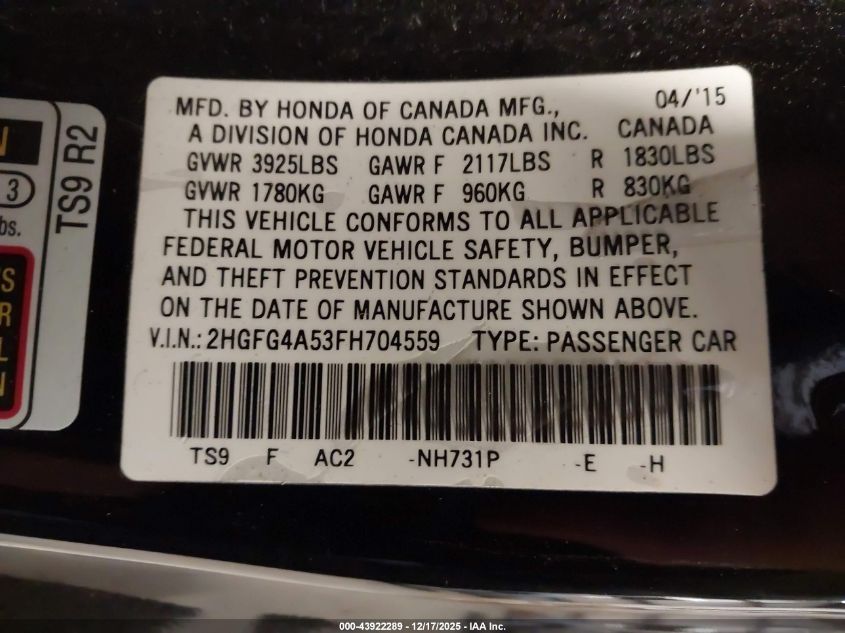 MFD. BY HONDA OF CANADA MFG., 04/'15
A DIVISION OF HONDA CANADA INC. CANADA
GVWR 3925LBS GAWR F 2117LBS R 1830LBS
GVWR 1780KG GAWR F 960KG R 830KG
THIS VEHICLE CONFORMS TO ALL APPLICABLE
FEDERAL MOTOR VEHICLE SAFETY, BUMPER,
AND THEFT PREVENTION STANDARDS IN EFFECT
ON THE DATE OF MANUFACTURE SHOWN ABOVE.
V.I.N.: 2HGFG4A53FH704559 TYPE: PASSENGER CAR
TS9 F AC2 -NH731P -E -H
TS9 R2
N
3
bs.
S
R
L
N
000-43922289 - 12/17/2025 - IAA Inc.